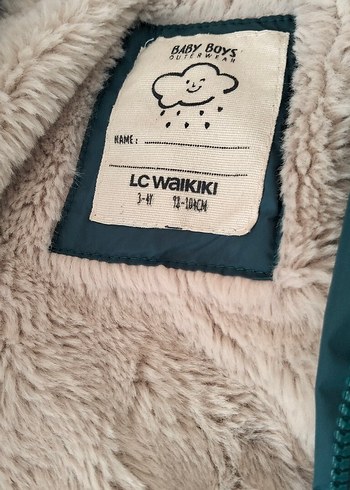 BABY BOYS
OUTERWEAR
NAME:
LC WAIKIKI
3-4Y 98-104CM